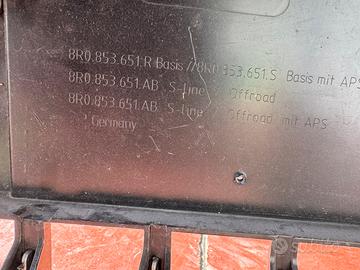 8R0.853.651.R Basis //8R0.853.651.S Basis mit APS
8R0.853.651.AB S-line Offroad
8R0.853.651.AB S-line Offroad mit APS
Germany
subito